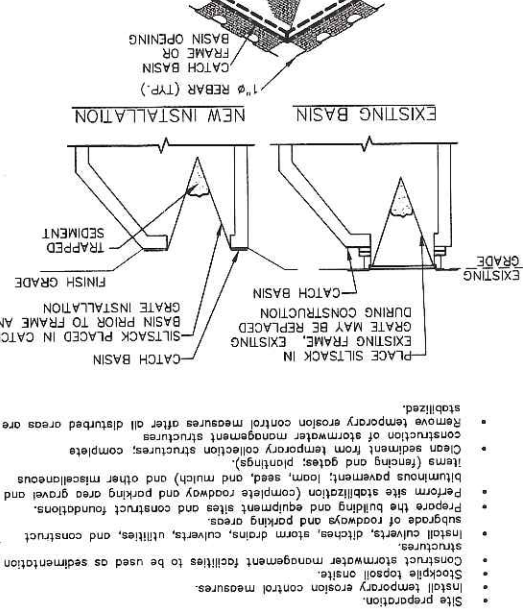 • Site preparation.
• Install temporary erosion control measures.
• Stockpile topsoil onsite.
• Construct stormwater management facilities to be used as sedimentation
structures.
• Install culverts, ditches, storm drains, culverts, utilities, and construct
subgrade of roadways and parking areas.
• Prepare the building and equipment sites and construct foundations.
• Perform site stabilization (complete roadway and parking area gravel and
bituminous pavement; loam, seed, and mulch) and other miscellaneous
items (fencing and gates; plantings).
• Clean sediment from temporary collection structures; complete
construction of stormwater management structures
• Remove temporary erosion control measures after all disturbed areas are
stabilized.
PLACE SILTSACK IN
EXISTING FRAME, EXISTING
GRATE MAY BE REPLACED
DURING CONSTRUCTION
CATCH BASIN
EXISTING
GRADE
EXISTING BASIN
CATCH BASIN
SILTSACK PLACED IN CATC
BASIN PRIOR TO FRAME AN
GRATE INSTALLATION
FINISH GRADE
TRAPPED
SEDIMENT
NEW INSTALLATION
1"ø REBAR (TYP.)
CATCH BASIN
FRAME OR
BASIN OPENING